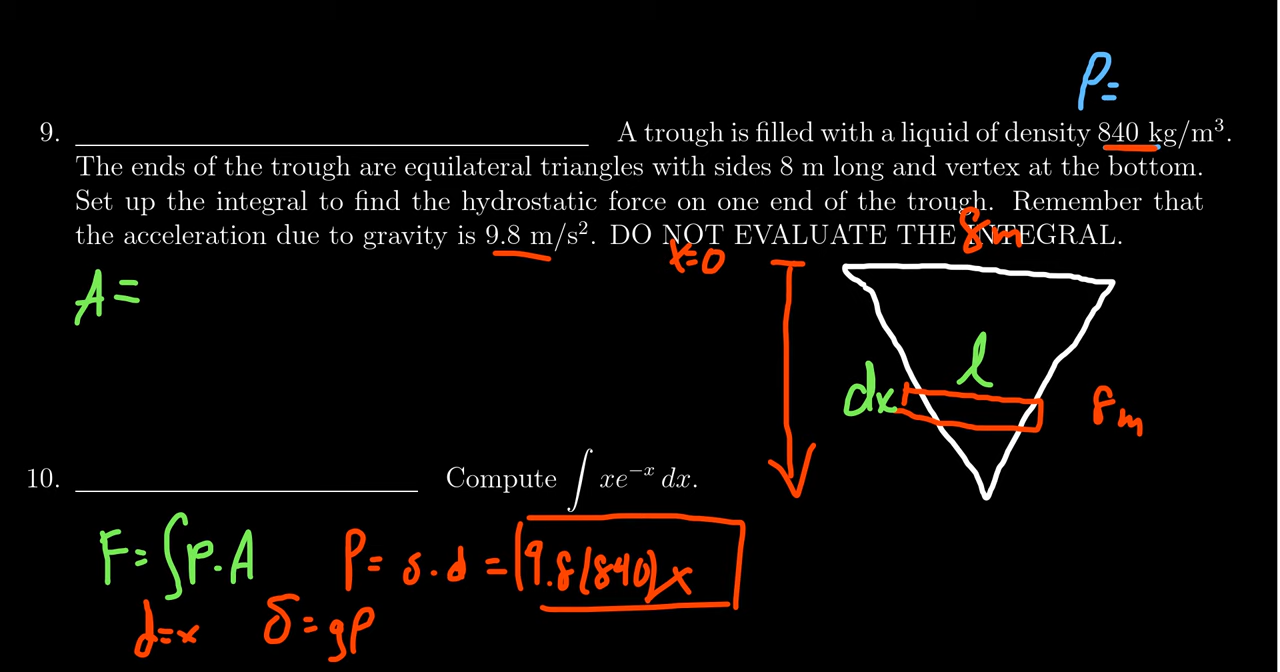 ρ=
9. A trough is filled with a liquid of density 840 kg/m³.
The ends of the trough are equilateral triangles with sides 8 m long and vertex at the bottom.
Set up the integral to find the hydrostatic force on one end of the trough. Remember that
the acceleration due to gravity is 9.8 m/s². DO NOT EVALUATE THE INTEGRAL.
8m
x=0
A=
l
dx
8m
10. Compute ∫ xe⁻ˣ dx.
F=∫P·A P= δ·d = 9.8(840)x
d=x δ=gρ